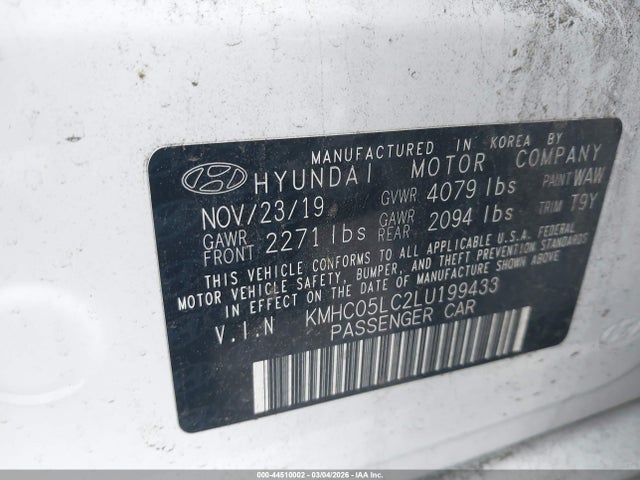 MANUFACTURED IN KOREA BY
HYUNDAI MOTOR COMPANY
NOV/23/19 GVWR 4079 lbs PAINT WAW
GAWR FRONT 2271 lbs GAWR REAR 2094 lbs TRIM T9Y
THIS VEHICLE CONFORMS TO ALL APPLICABLE U.S.A. FEDERAL
MOTOR VEHICLE SAFETY, BUMPER, AND THEFT PREVENTION
STANDARDS IN EFFECT ON THE DATE OF MANUFACTURE SHOWN ABOVE
V.I.N KMHC05LC2LU199433
PASSENGER CAR
000-44510002 - 03/04/2026 - COPART/IAA